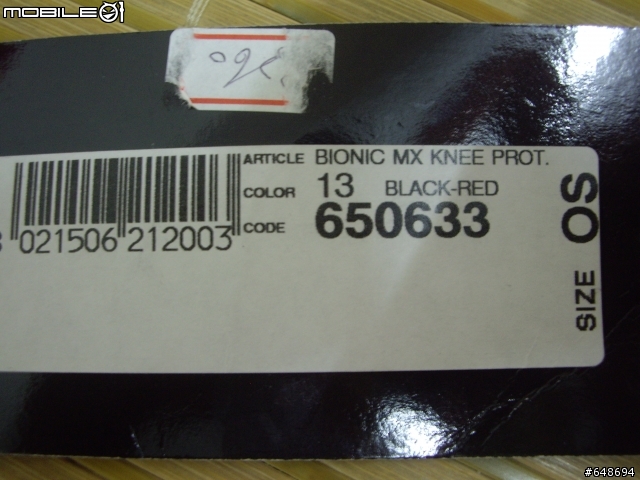 MOBILE01
ARTICLE BIONIC MX KNEE PROT.
COLOR 13 BLACK-RED
CODE 650633
021506 212003
SIZE OS
#648694